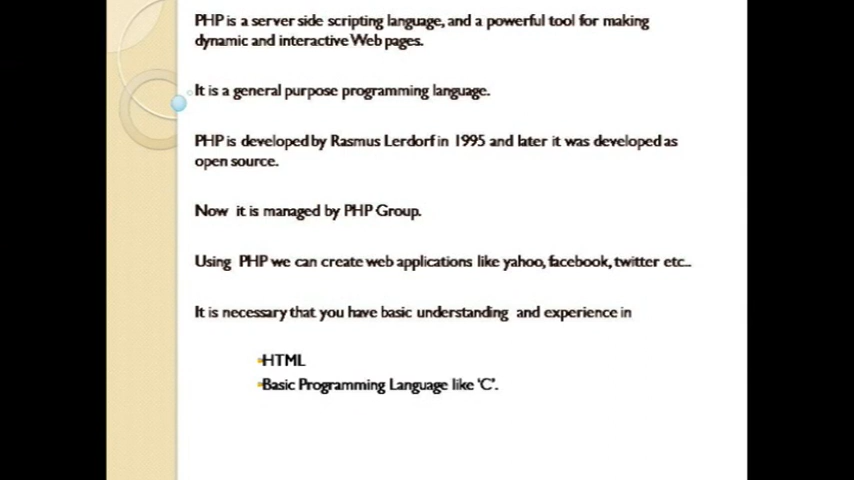 PHP is a server side scripting language, and a powerful tool for making
dynamic and interactive Web pages.
It is a general purpose programming language.
PHP is developed by Rasmus Lerdorf in 1995 and later it was developed as
open source.
Now it is managed by PHP Group.
Using PHP we can create web applications like yahoo, facebook, twitter etc..
It is necessary that you have basic understanding and experience in
HTML
Basic Programming Language like 'C'.